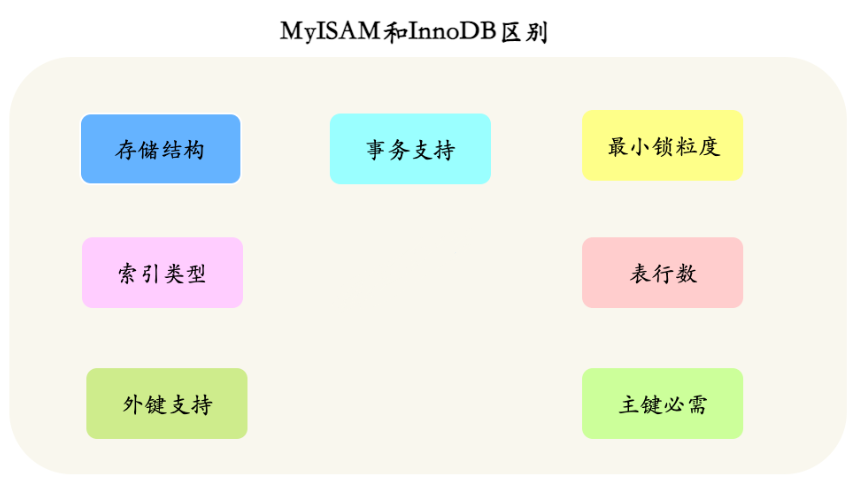 MyISAM和InnoDB区别
存储结构
事务支持
最小锁粒度
索引类型
表行数
外键支持
主键必需